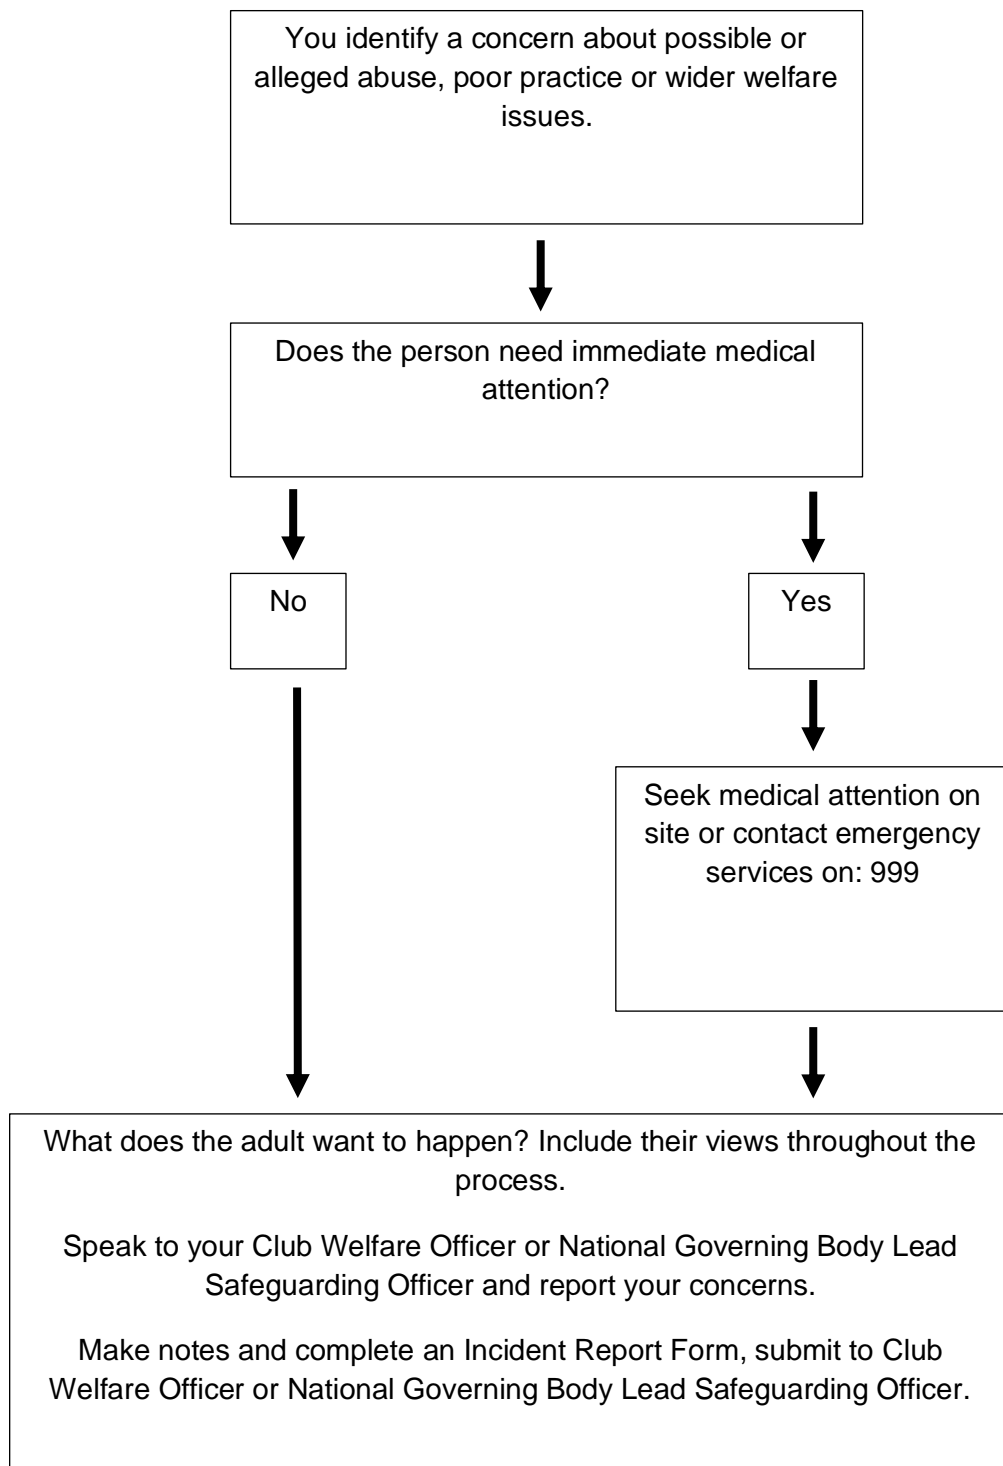 You identify a concern about possible or
alleged abuse, poor practice or wider welfare
issues.
Does the person need immediate medical
attention?
No
Yes
Seek medical attention on
site or contact emergency
services on: 999
What does the adult want to happen? Include their views throughout the
process.
Speak to your Club Welfare Officer or National Governing Body Lead
Safeguarding Officer and report your concerns.
Make notes and complete an Incident Report Form, submit to Club
Welfare Officer or National Governing Body Lead Safeguarding Officer.